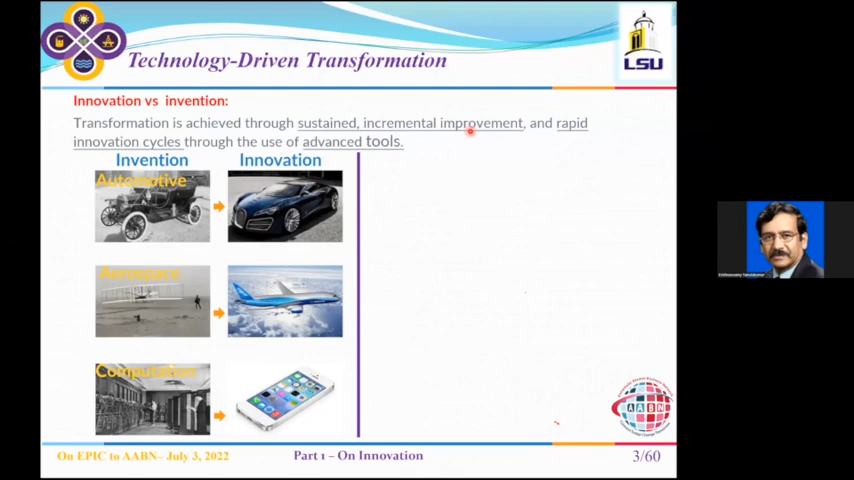 Technology-Driven Transformation
LSU
Innovation vs invention:
Transformation is achieved through sustained, incremental improvement, and rapid
innovation cycles through the use of advanced tools.
Invention Innovation
Automotive
Aerospace
Computation
AABN
On EPIC to AABN– July 3, 2022
Part 1 – On Innovation
3/60